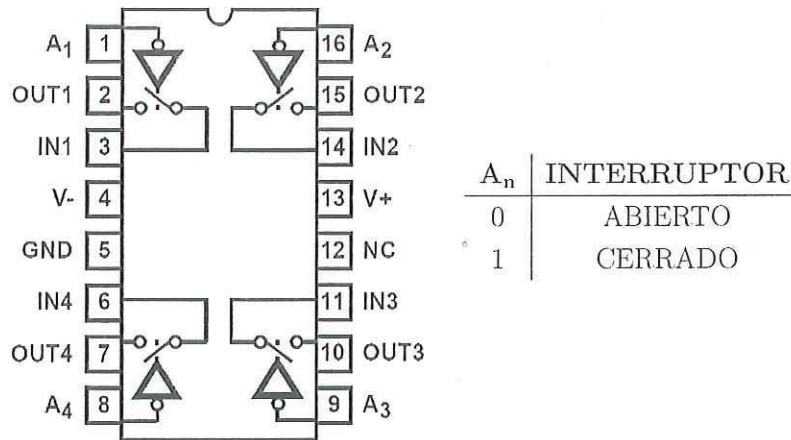 A1 1 16 A2
OUT1 2 15 OUT2
IN1 3 14 IN2
V- 4 13 V+
GND 5 12 NC
IN4 6 11 IN3
OUT4 7 10 OUT3
A4 8 9 A3
An INTERRUPTOR
0 ABIERTO
1 CERRADO